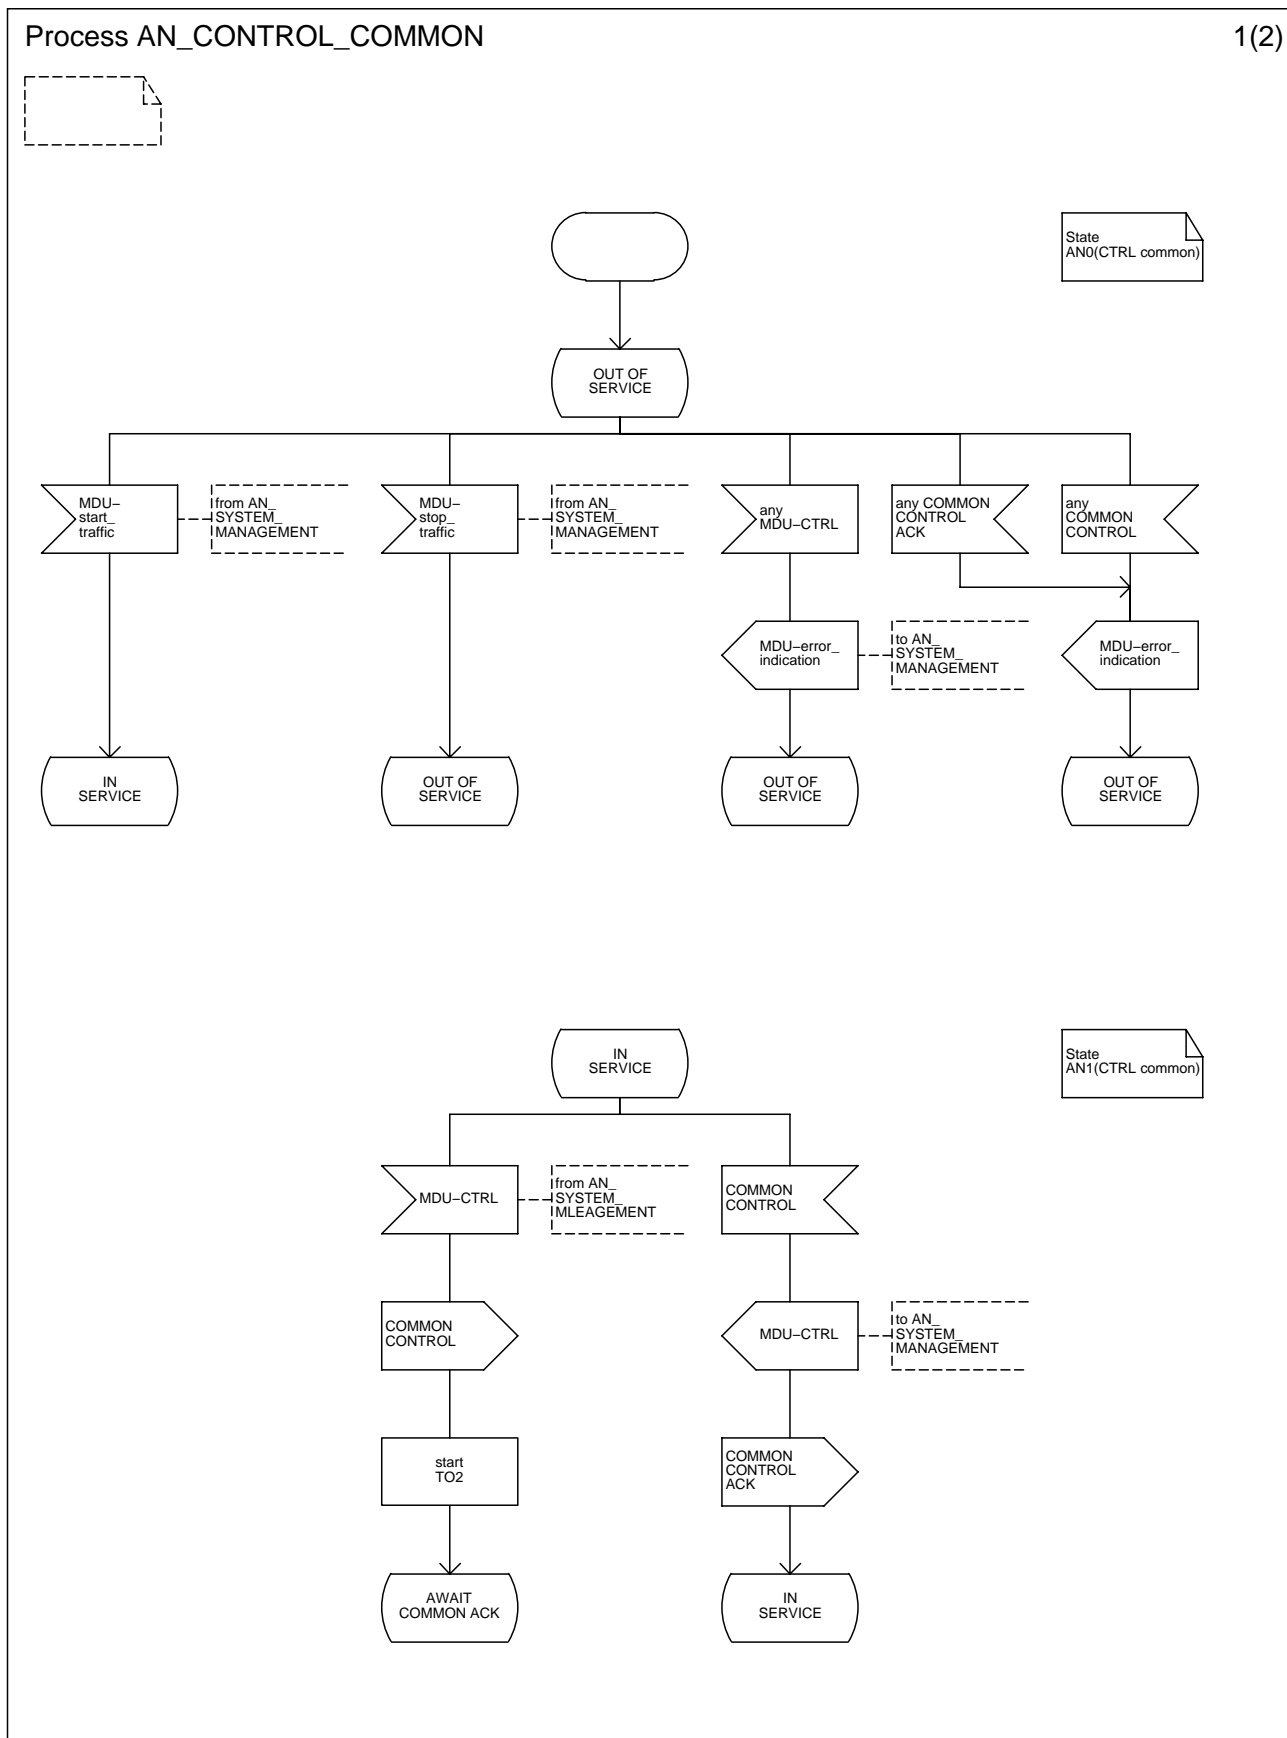 Process AN_CONTROL_COMMON
1(2)
State
AN0(CTRL common)
OUT OF
SERVICE
MDU−
start_
traffic
from AN_
SYSTEM_
MANAGEMENT
MDU−
stop_
traffic
from AN_
SYSTEM_
MANAGEMENT
any
MDU−CTRL
any COMMON
CONTROL
ACK
any
COMMON
CONTROL
MDU−error_
indication
to AN_
SYSTEM_
MANAGEMENT
MDU−error_
indication
IN
SERVICE
OUT OF
SERVICE
OUT OF
SERVICE
OUT OF
SERVICE
IN
SERVICE
State
AN1(CTRL common)
MDU−CTRL
from AN_
SYSTEM_
MLEAGEMENT
COMMON
CONTROL
COMMON
CONTROL
MDU−CTRL
to AN_
SYSTEM_
MANAGEMENT
start
TO2
COMMON
CONTROL
ACK
AWAIT
COMMON ACK
IN
SERVICE